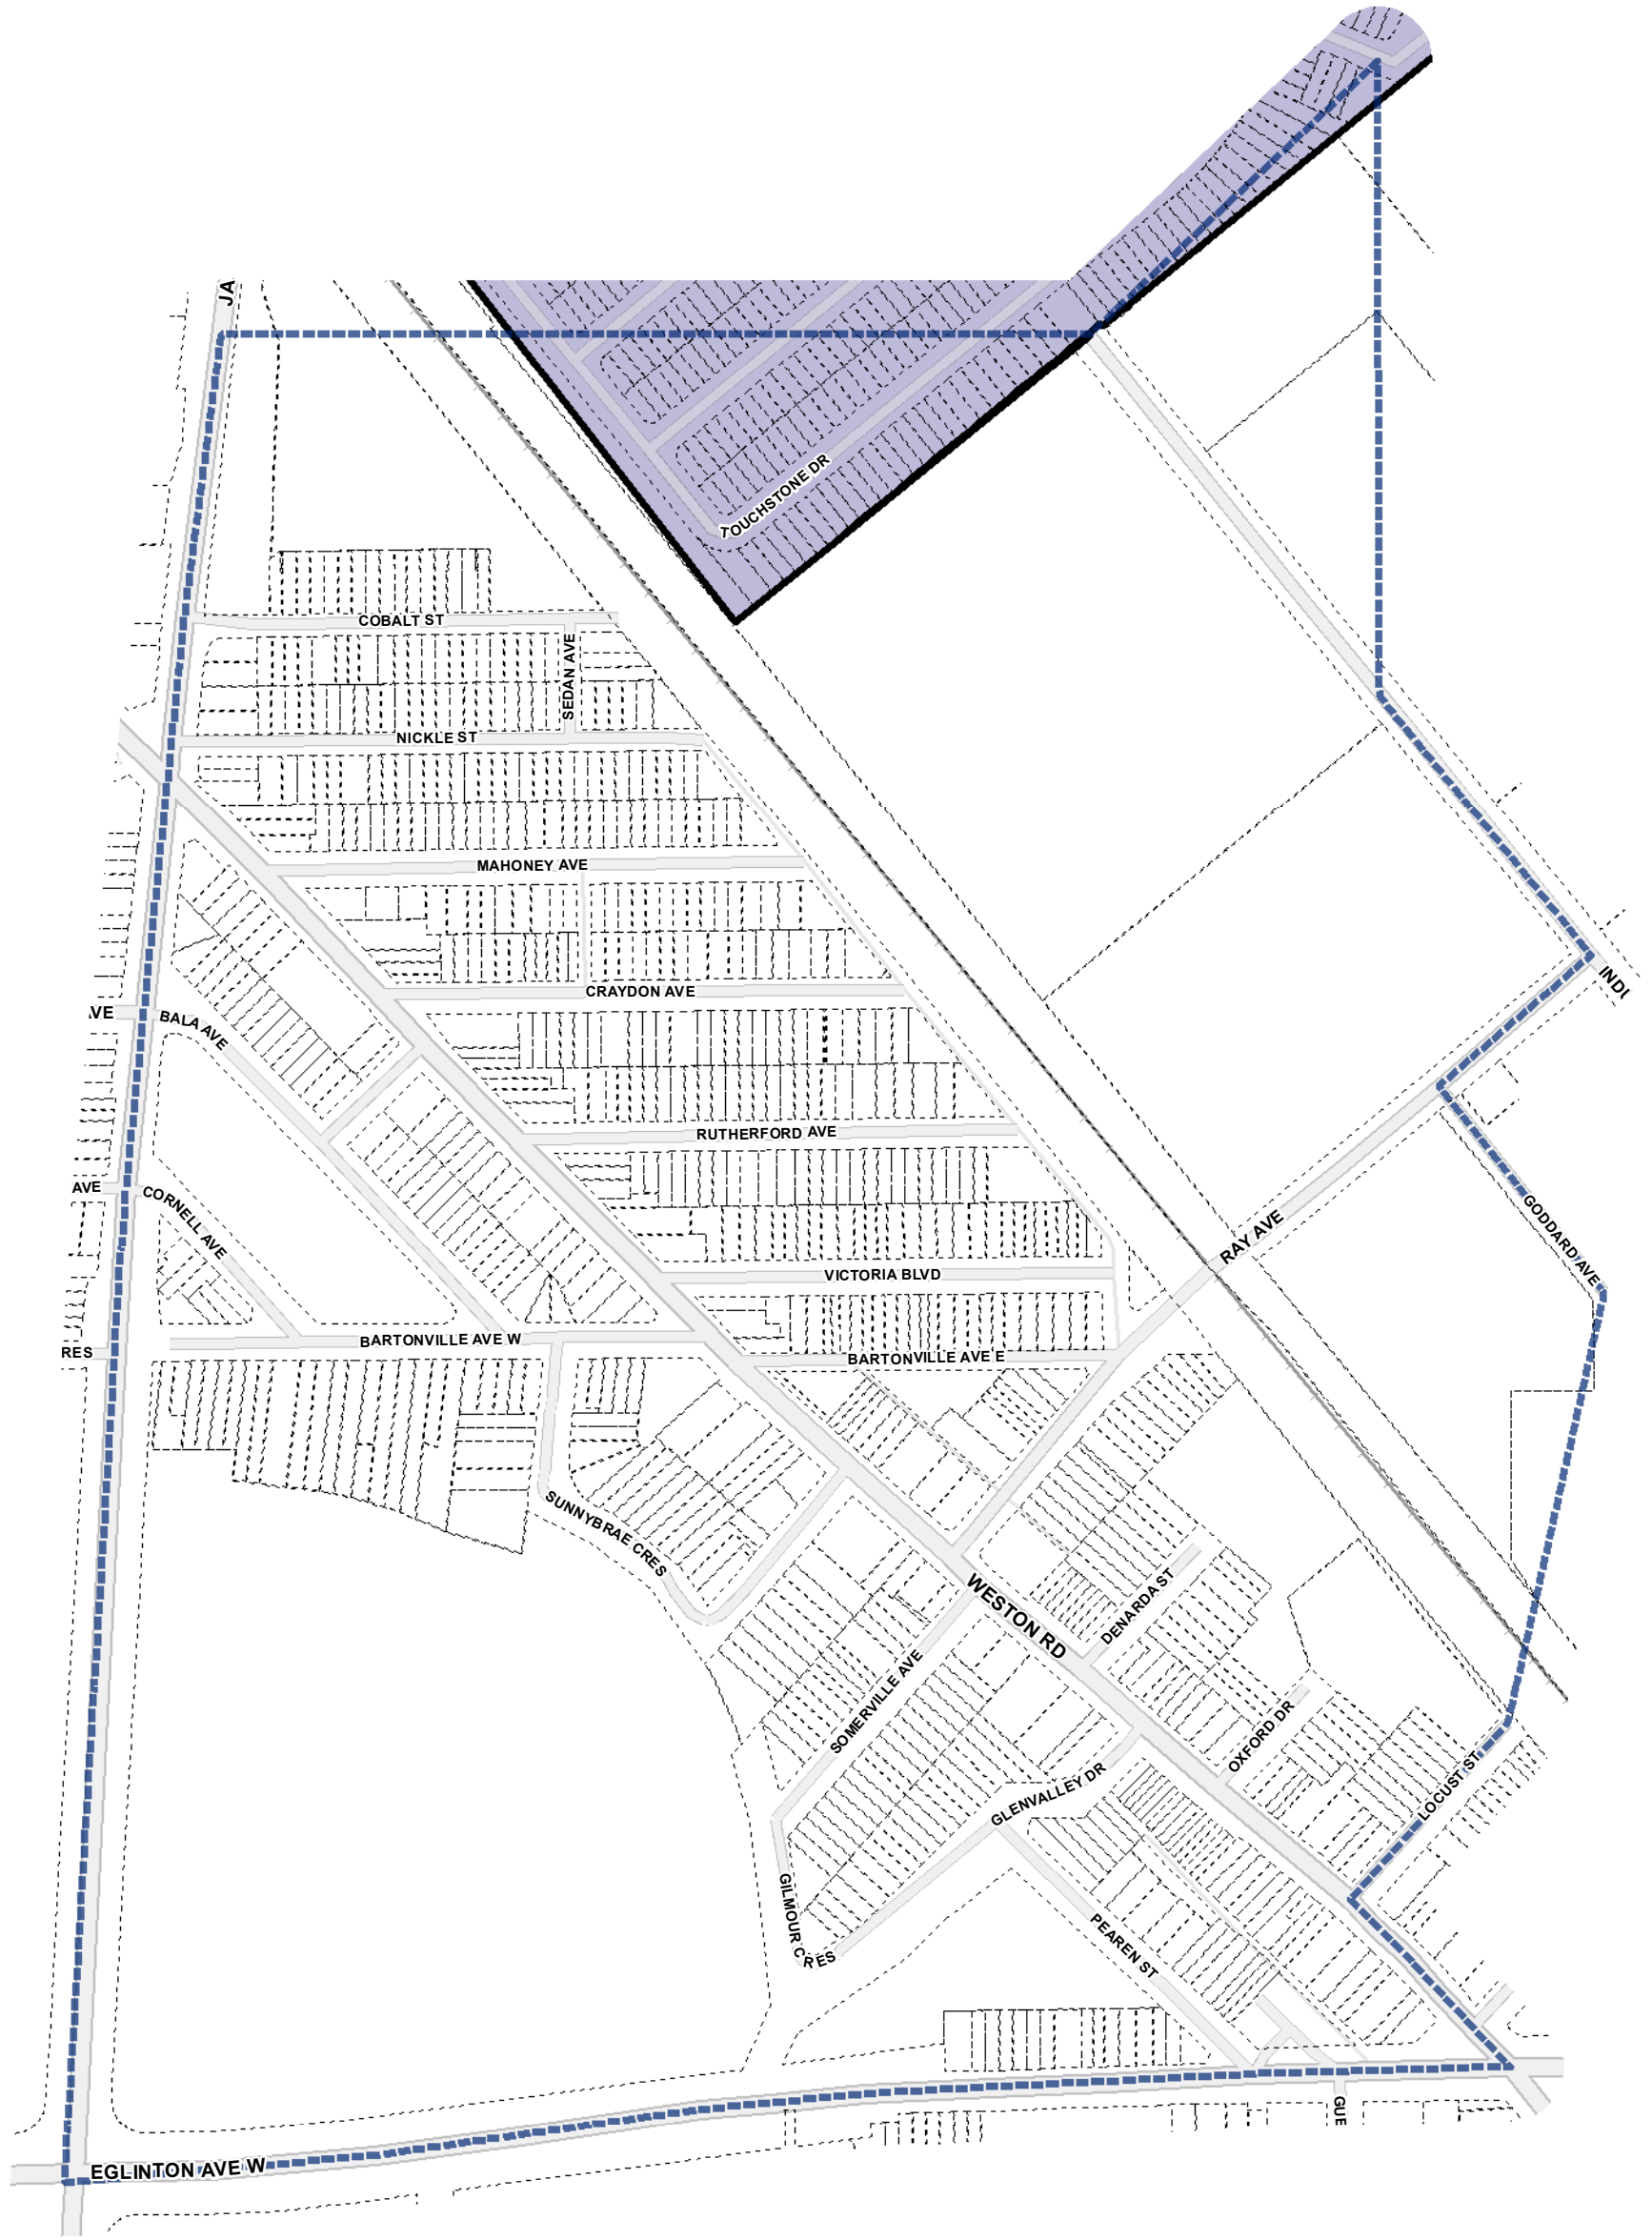 JA
TOUCHSTONE DR
COBALT ST
SEDAN AVE
NICKLE ST
MAHONEY AVE
INDI
CRAYDON AVE
VE
BALA AVE
RUTHERFORD AVE
AVE
CORNELL AVE
RAY AVE
GODDARD AVE
VICTORIA BLVD
RES
BARTONVILLE AVE W
BARTONVILLE AVE E
SUNNYBRAE CRES
WESTON RD
DENARDA ST
SOMERVILLE AVE
OXFORD DR
LOCUST ST
GLENVALLEY DR
GILMOUR CRES
PEAREN ST
GUE
EGLINTON AVE W